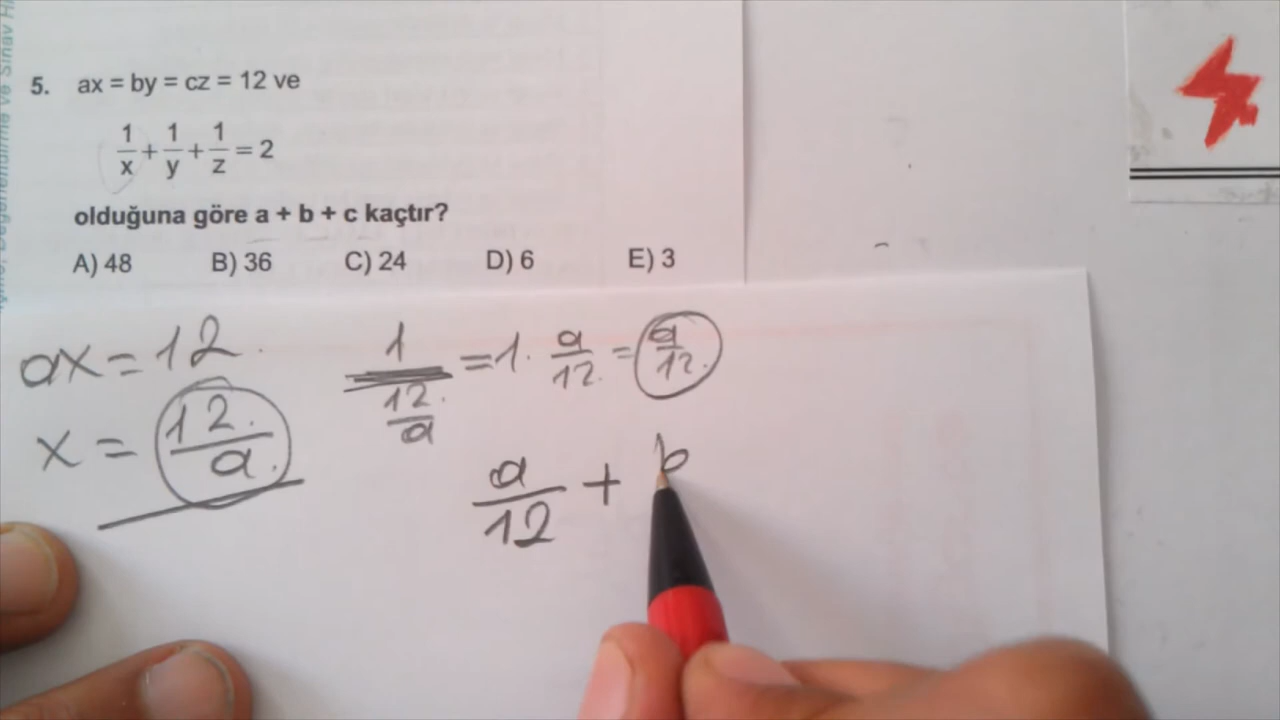 5. ax = by = cz = 12 ve
1/x + 1/y + 1/z = 2
olduğuna göre a + b + c kaçtır?
A) 48 B) 36 C) 24 D) 6 E) 3
ax = 12
1/(12/a) = 1 · a/12 = a/12
x = 12/a
a/12 + b